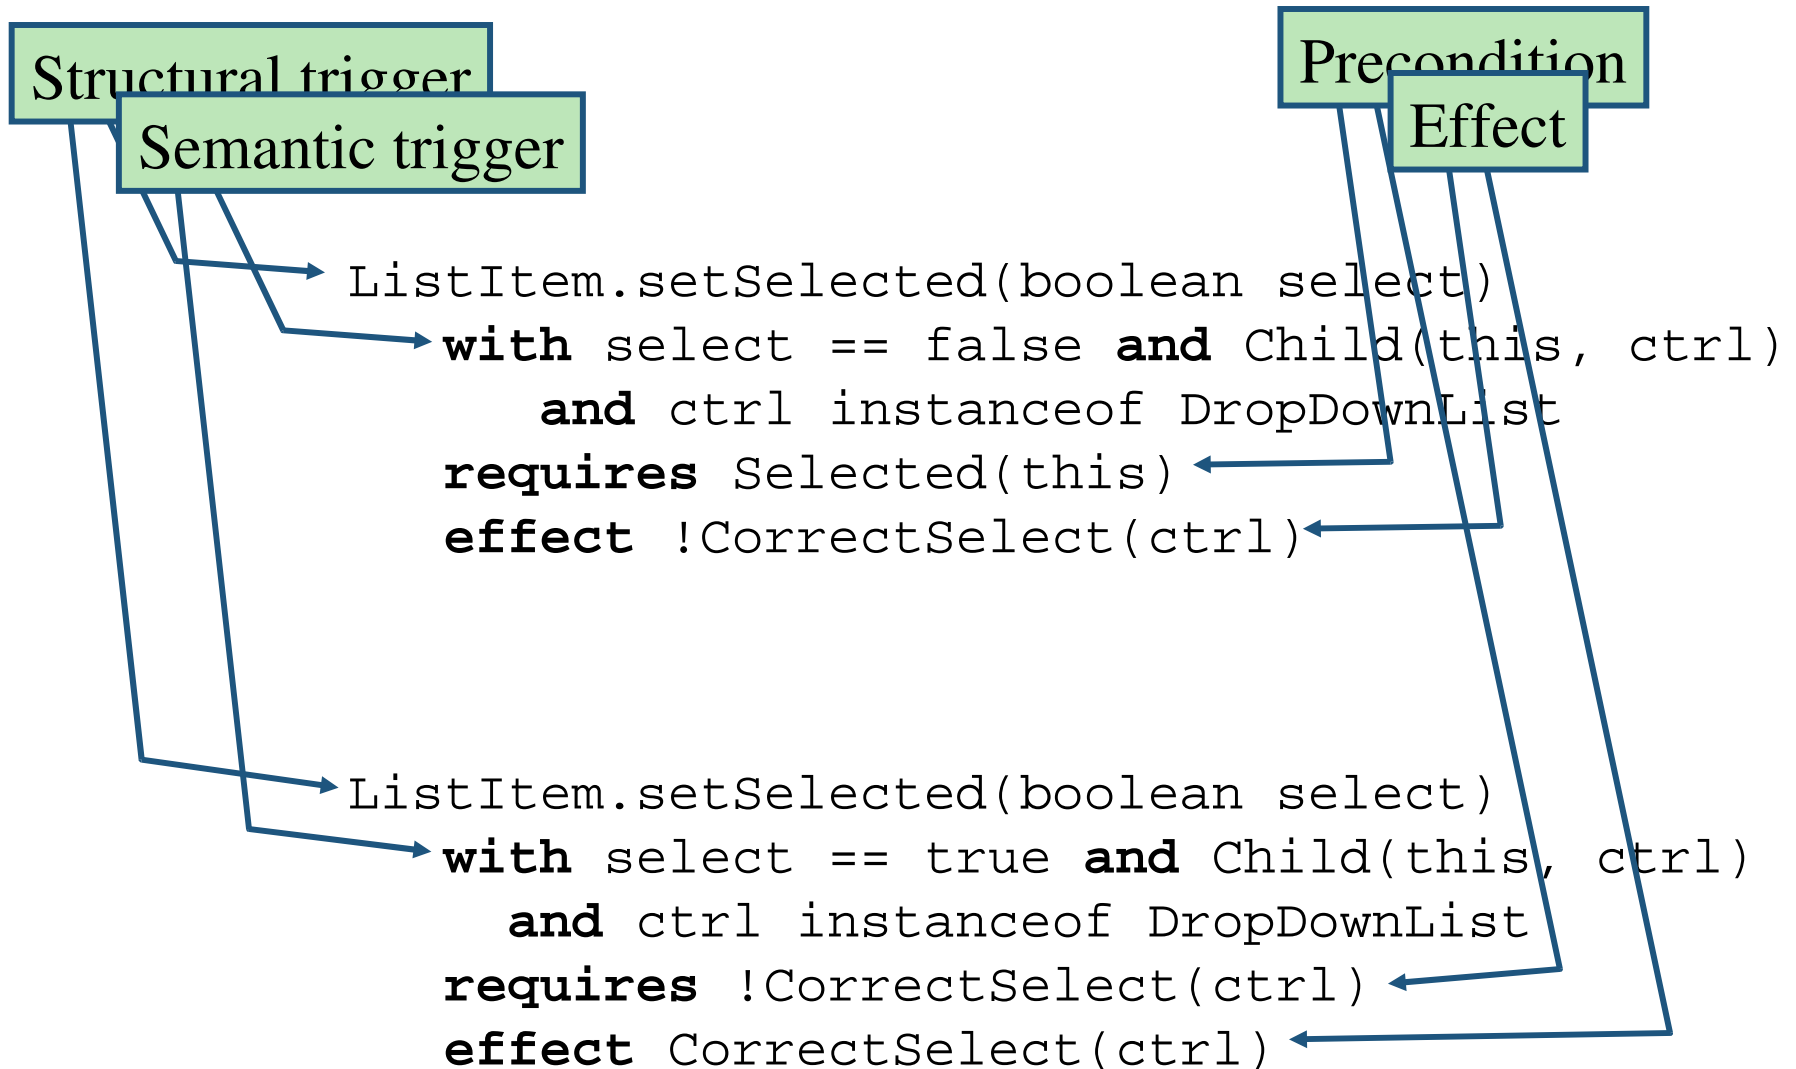 Structural trigger
Semantic trigger
Precondition
Effect
ListItem.setSelected(boolean select)
with select == false and Child(this, ctrl)
and ctrl instanceof DropDownList
requires Selected(this)
effect !CorrectSelect(ctrl)
ListItem.setSelected(boolean select)
with select == true and Child(this, ctrl)
and ctrl instanceof DropDownList
requires !CorrectSelect(ctrl)
effect CorrectSelect(ctrl)